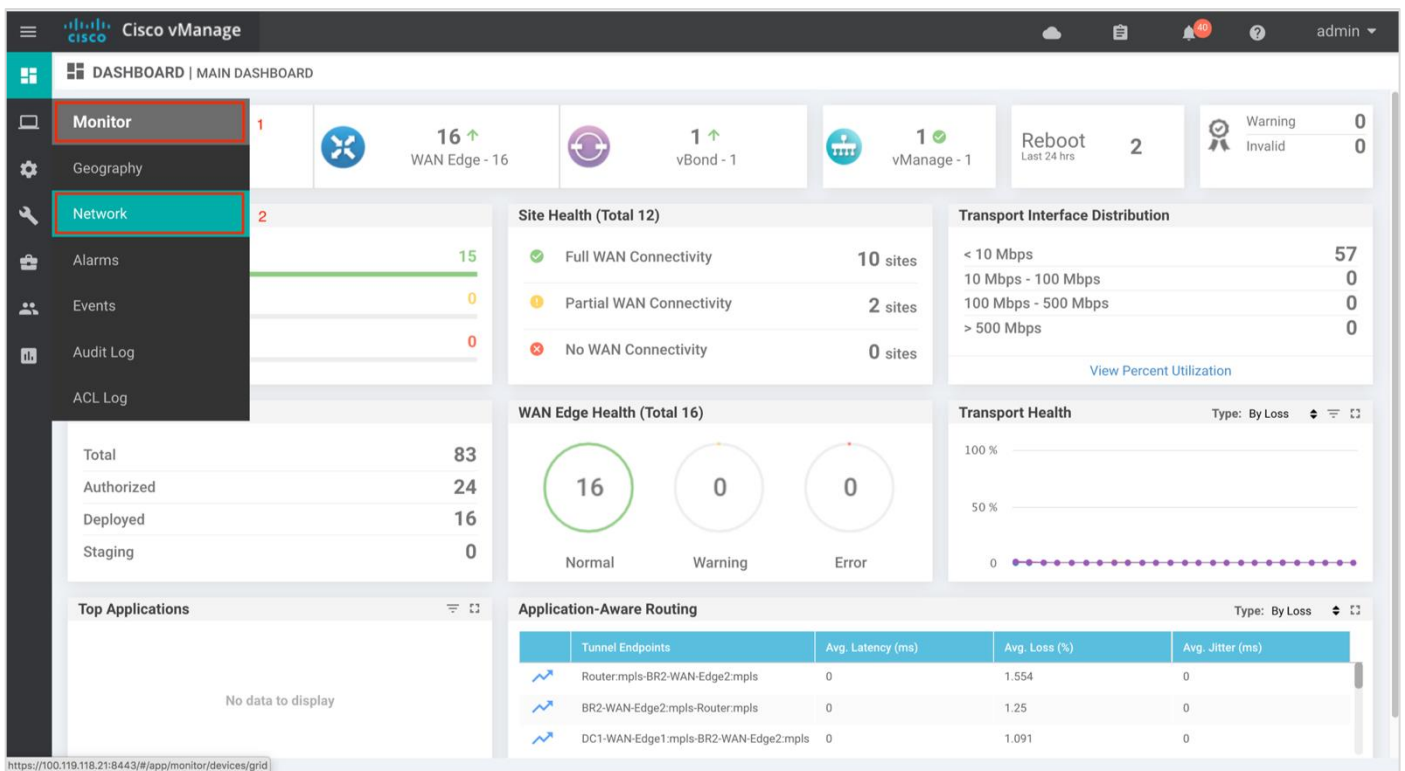 CISCO Cisco vManage 40 admin
DASHBOARD | MAIN DASHBOARD
Monitor 1
Geography
Network 2
Alarms
Events
Audit Log
ACL Log
16
WAN Edge - 16
1
vBond - 1
1
vManage - 1
Reboot 2
Last 24 hrs
Warning 0
Invalid 0
15
0
0
Site Health (Total 12)
Full WAN Connectivity 10 sites
Partial WAN Connectivity 2 sites
No WAN Connectivity 0 sites
Transport Interface Distribution
< 10 Mbps 57
10 Mbps - 100 Mbps 0
100 Mbps - 500 Mbps 0
> 500 Mbps 0
View Percent Utilization
Total 83
Authorized 24
Deployed 16
Staging 0
WAN Edge Health (Total 16)
16 0 0
Normal Warning Error
Transport Health Type: By Loss
100 %
50 %
0
Top Applications
No data to display
Application-Aware Routing Type: By Loss
Tunnel Endpoints Avg. Latency (ms) Avg. Loss (%) Avg. Jitter (ms)
Router:mpls-BR2-WAN-Edge2:mpls 0 1.554 0
BR2-WAN-Edge2:mpls-Router:mpls 0 1.25 0
DC1-WAN-Edge1:mpls-BR2-WAN-Edge2:mpls 0 1.091 0
https://100.119.118.21:8443/#/app/monitor/devices/grid